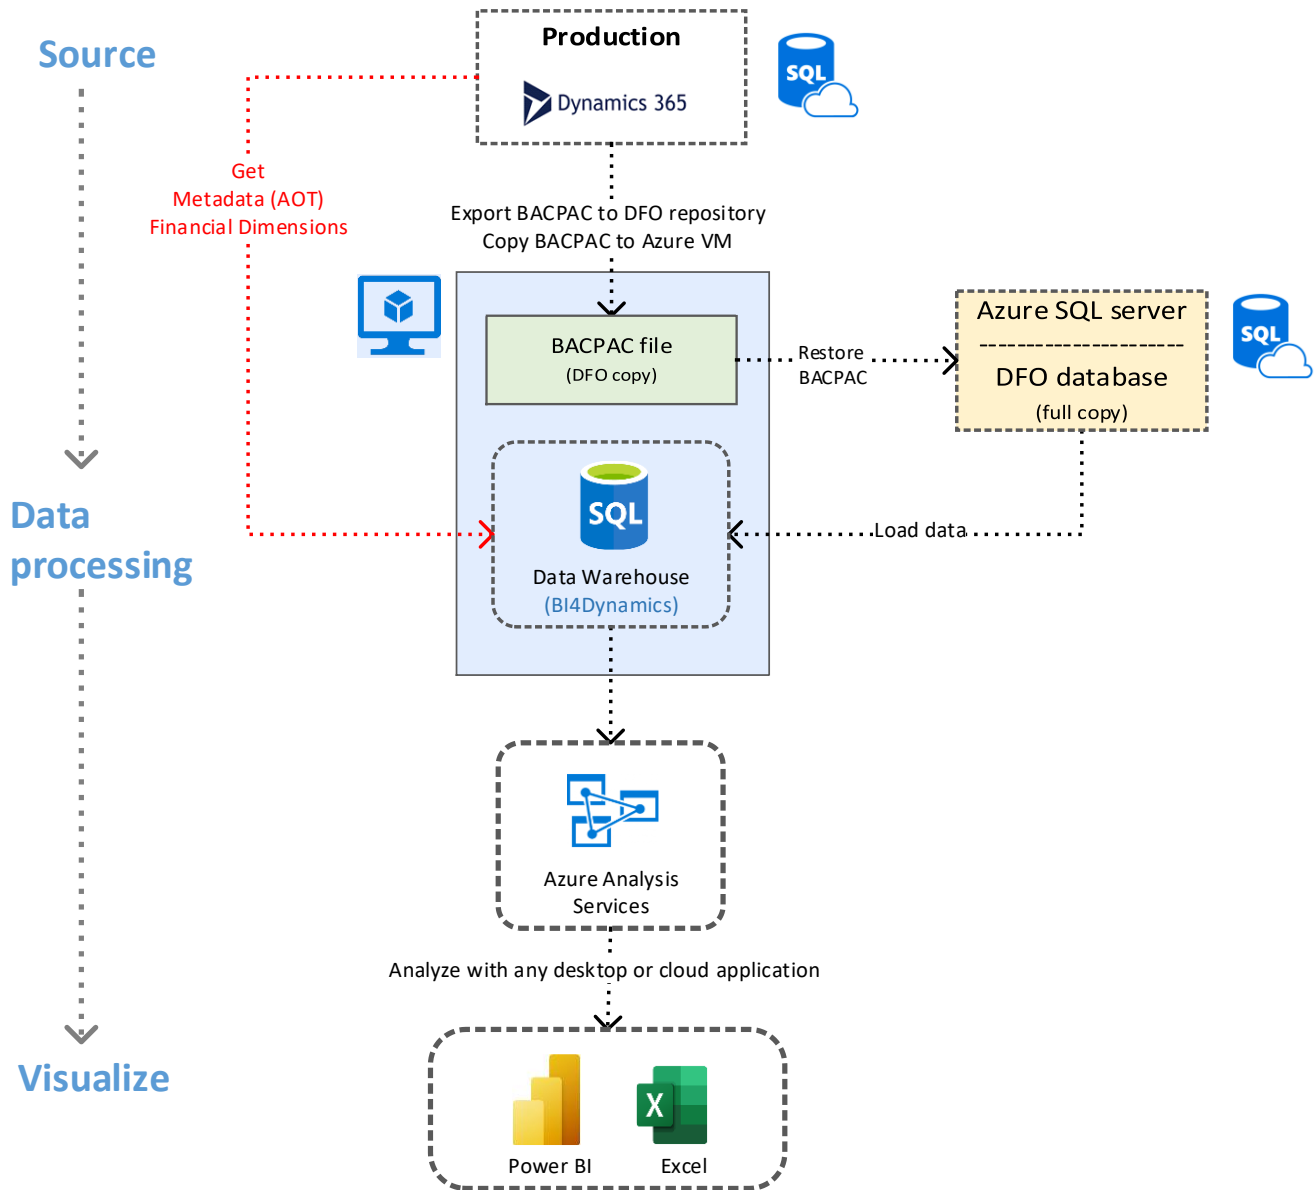 Source
Production
SQL
Dynamics 365
Get
Metadata (AOT)
Financial Dimensions
Export BACPAC to DFO repository
Copy BACPAC to Azure VM
BACPAC file
(DFO copy)
Restore
BACPAC
Azure SQL server
DFO database
(full copy)
SQL
Data
processing
SQL
Data Warehouse
(BI4Dynamics)
Load data
Azure Analysis
Services
Analyze with any desktop or cloud application
Visualize
X
Power BI
Excel